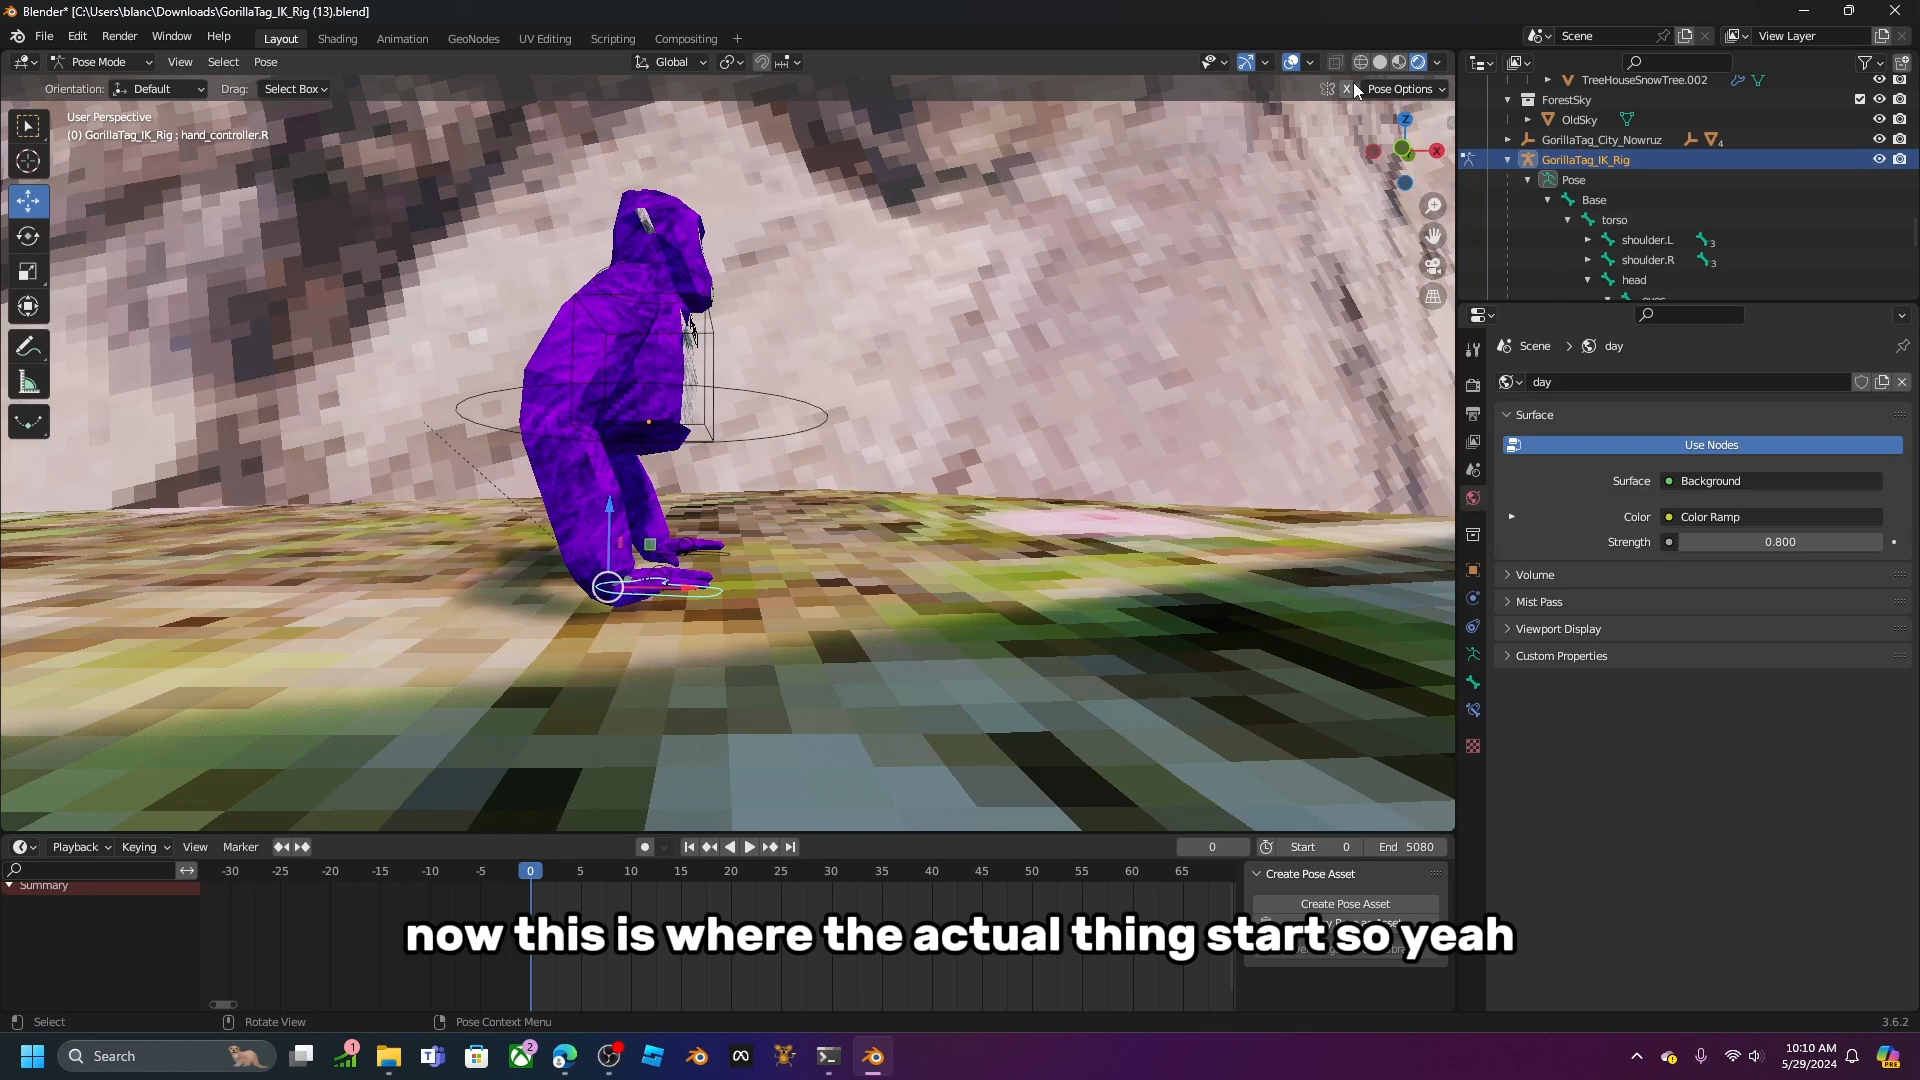 Blender* [C:\Users\blanc\Downloads\GorillaTag_IK_Rig (13).blend]
File Edit Render Window Help Layout Shading Animation GeoNodes UV Editing Scripting Compositing + Scene View Layer
Pose Mode View Select Pose Global
Orientation: Default Drag: Select Box X Pose Options
User Perspective
(0) GorillaTag_IK_Rig : hand_controller.R
Z
X
TreeHouseSnowTree.002
ForestSky
OldSky
GorillaTag_City_Nowruz 4
GorillaTag_IK_Rig
Pose
Base
torso
shoulder.L 3
shoulder.R 3
head
Scene > day
day
Surface
Use Nodes
Surface Background
Color Color Ramp
Strength 0.800
Volume
Mist Pass
Viewport Display
Custom Properties
Playback Keying View Marker 0 Start 0 End 5080
-30 -25 -20 -15 -10 -5 0 5 10 15 20 25 30 35 40 45 50 55 60 65
Summary
Create Pose Asset
Create Pose Asset
now this is where the actual thing start so yeah
Select Rotate View Pose Context Menu 3.6.2
Search 1 2 10:10 AM
5/29/2024
PRE